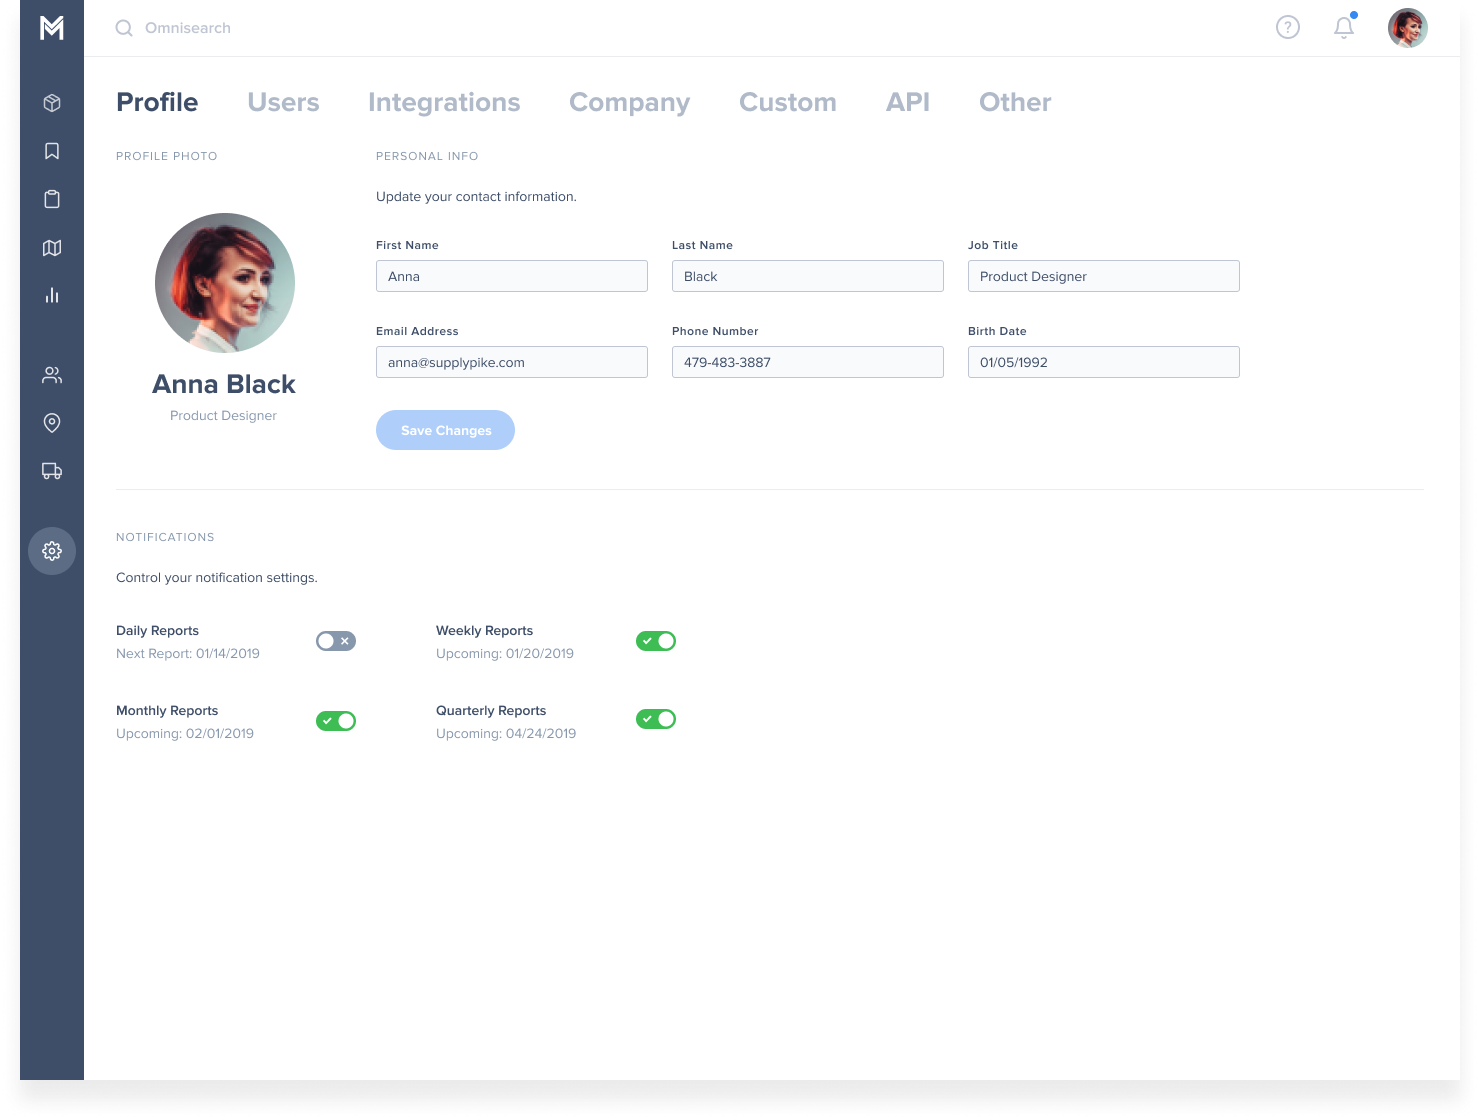 Omnisearch
Profile Users Integrations Company Custom API Other
PROFILE PHOTO
Anna Black
Product Designer
PERSONAL INFO
Update your contact information.
First Name Last Name Job Title
Anna Black Product Designer
Email Address Phone Number Birth Date
anna@supplypike.com 479-483-3887 01/05/1992
Save Changes
NOTIFICATIONS
Control your notification settings.
Daily Reports Weekly Reports
Next Report: 01/14/2019 Upcoming: 01/20/2019
Monthly Reports Quarterly Reports
Upcoming: 02/01/2019 Upcoming: 04/24/2019